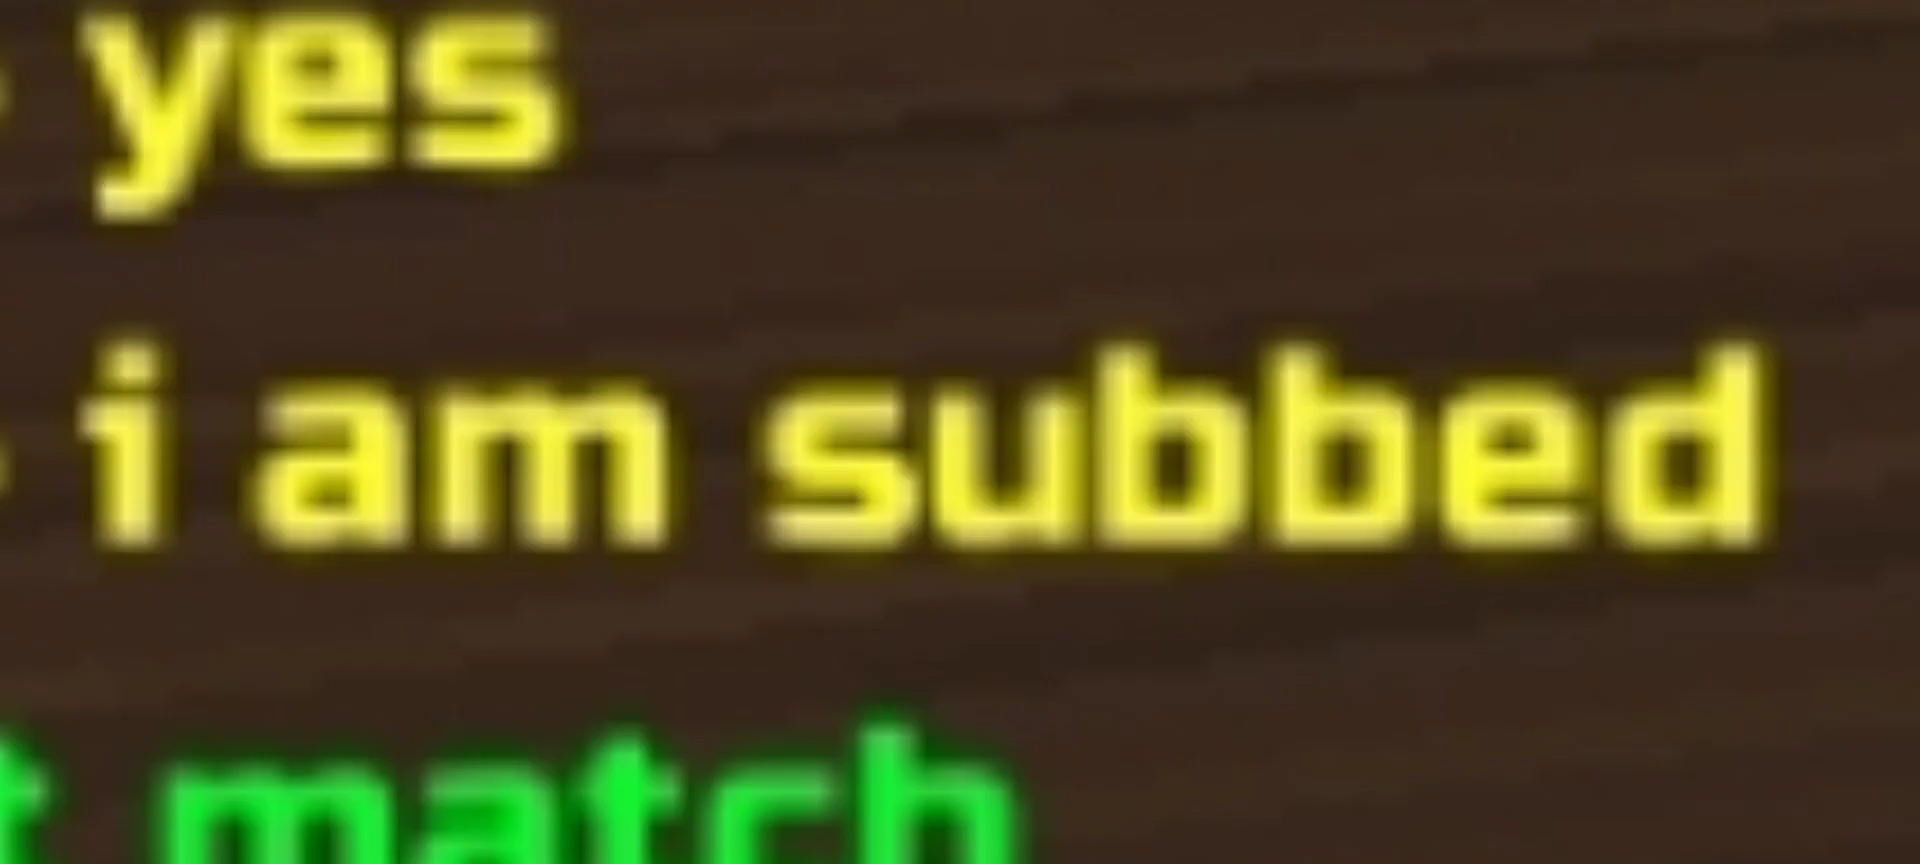 yes
i am subbed
t match